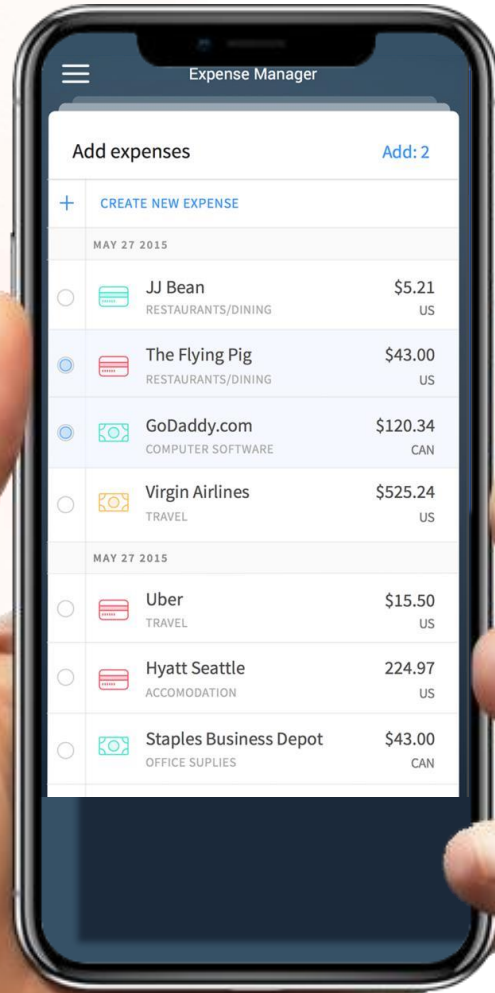 Expense Manager
Add expenses Add: 2
+ CREATE NEW EXPENSE
MAY 27 2015
JJ Bean $5.21
RESTAURANTS/DINING US
The Flying Pig $43.00
RESTAURANTS/DINING US
GoDaddy.com $120.34
COMPUTER SOFTWARE CAN
Virgin Airlines $525.24
TRAVEL US
MAY 27 2015
Uber $15.50
TRAVEL US
Hyatt Seattle 224.97
ACCOMODATION US
Staples Business Depot $43.00
OFFICE SUPLIES CAN